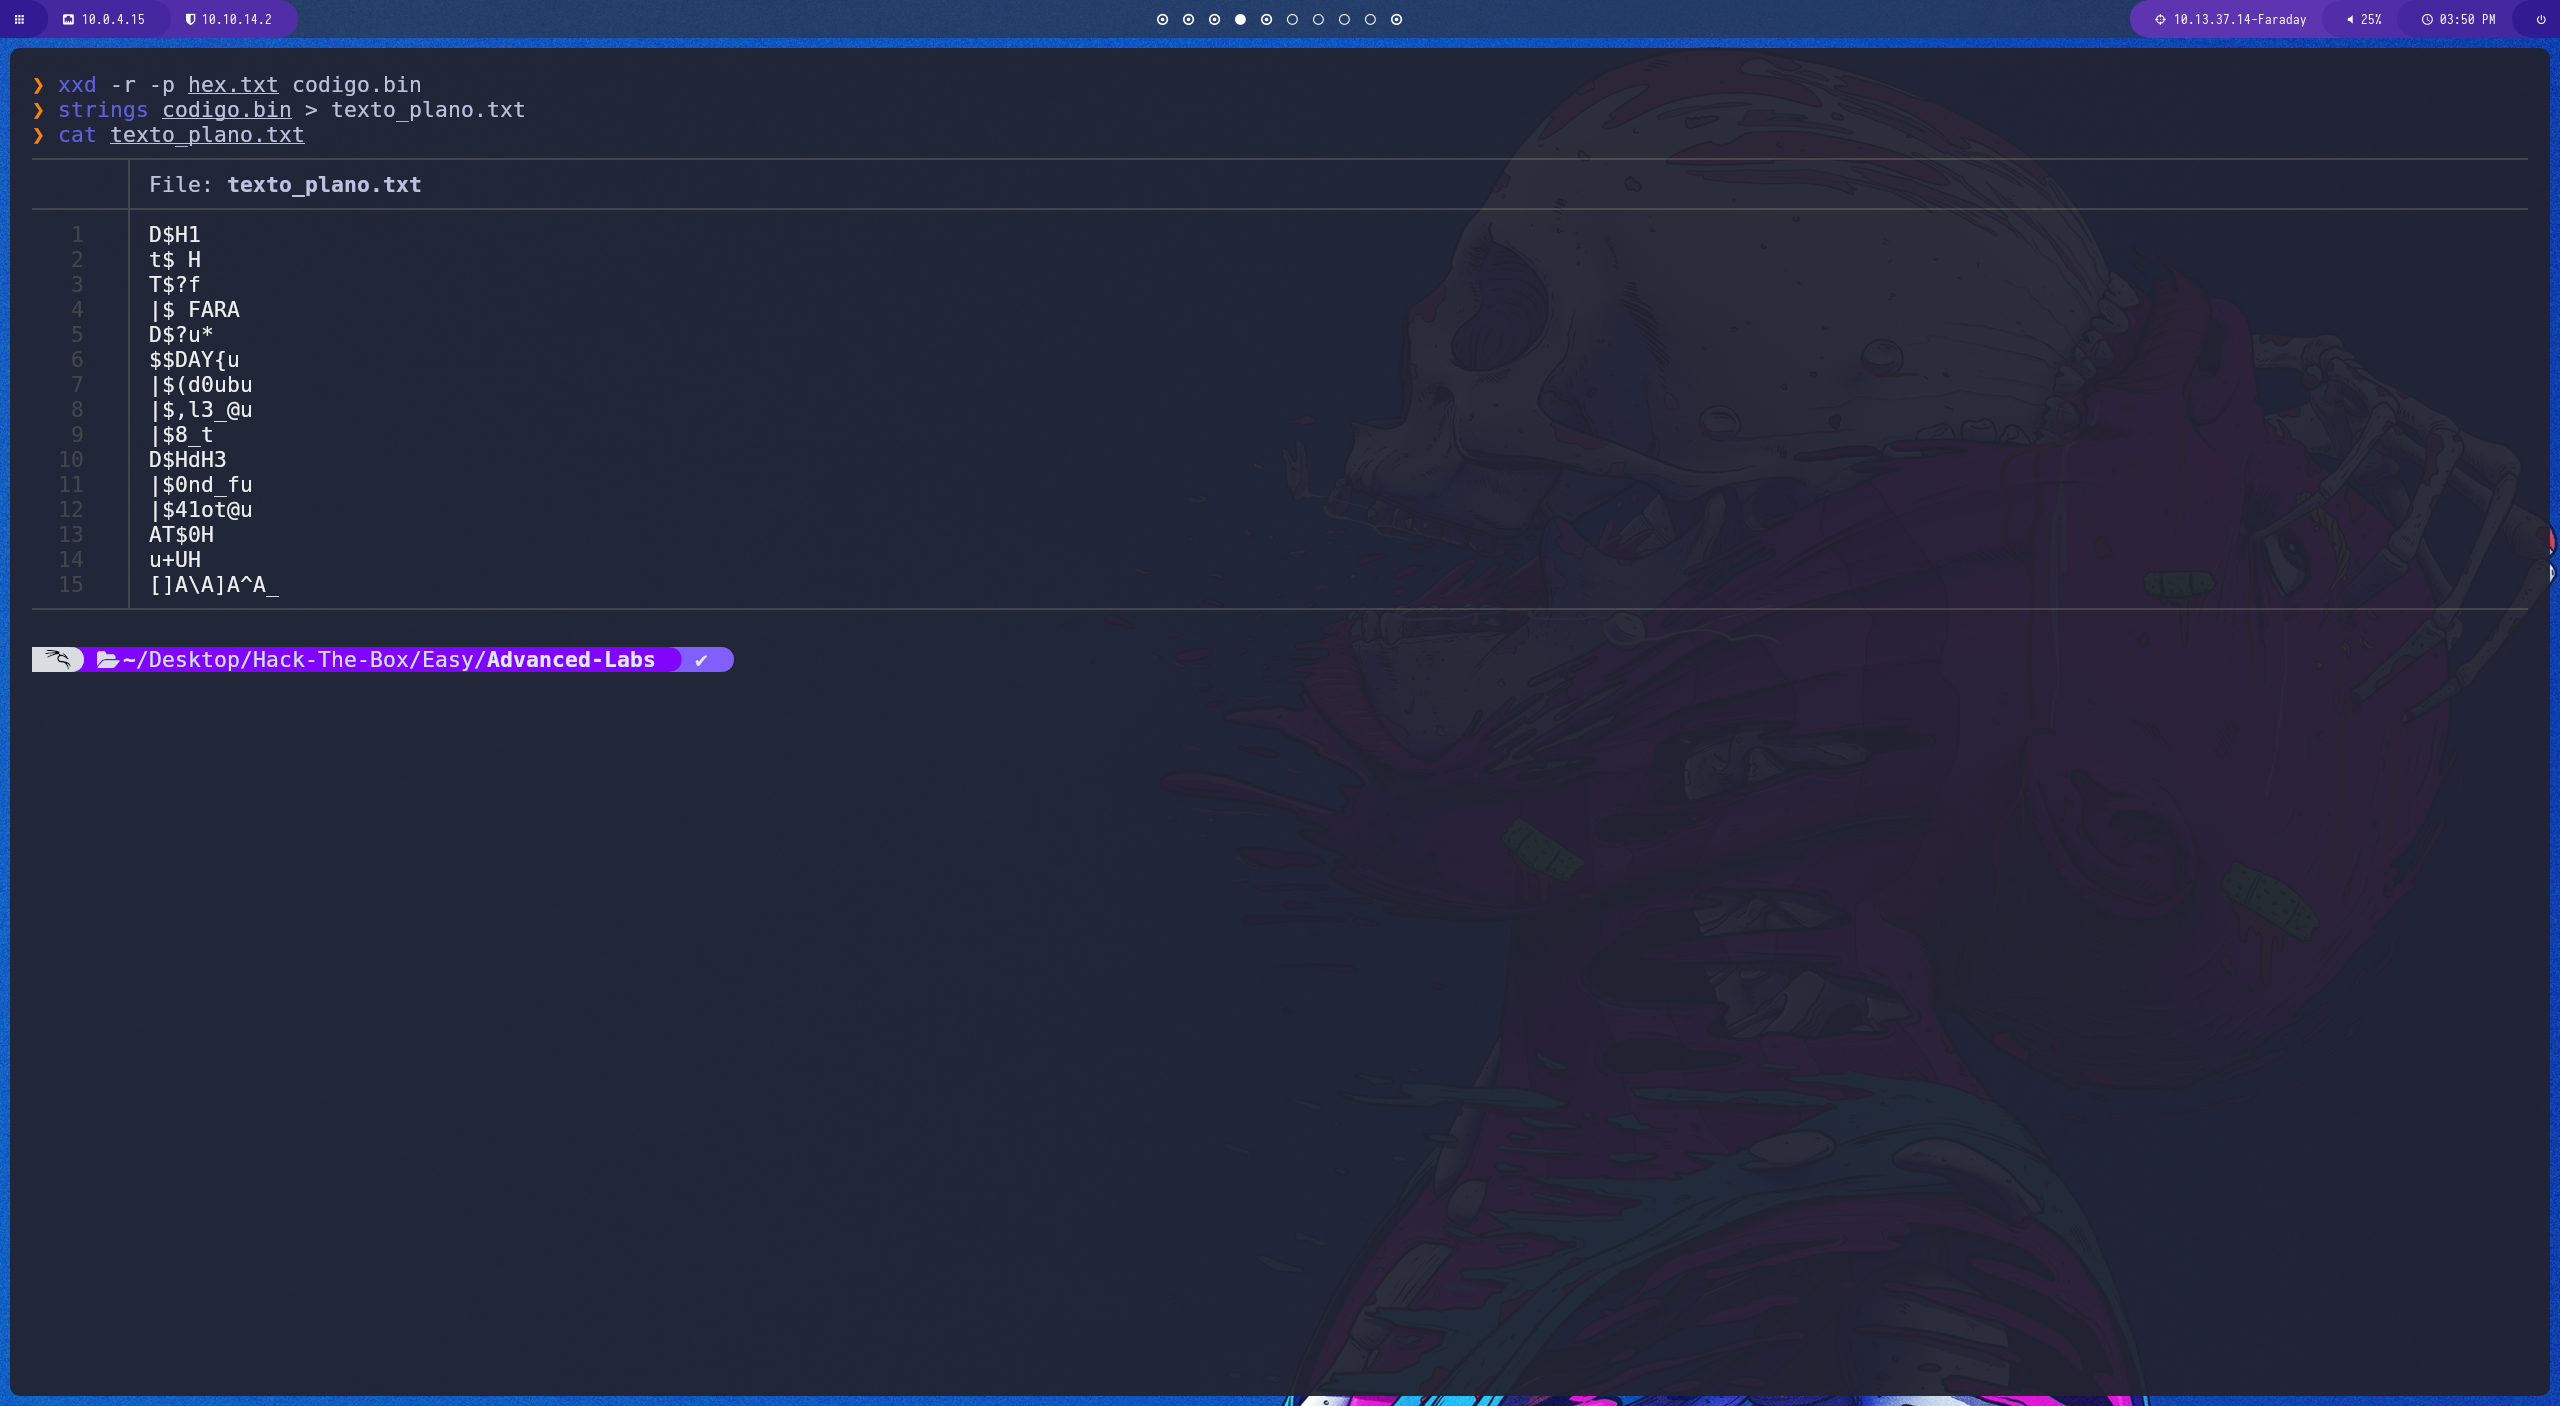 10.0.4.15 10.10.14.2 10.13.37.14-Faraday 25% 03:50 PM
❯ xxd -r -p hex.txt codigo.bin
❯ strings codigo.bin > texto_plano.txt
❯ cat texto_plano.txt
File: texto_plano.txt
1 D$H1
2 t$ H
3 T$?f
4 |$ FARA
5 D$?u*
6 $$DAY{u
7 |$(d0ubu
8 |$,l3_@u
9 |$8_t
10 D$HdH3
11 |$0nd_fu
12 |$41ot@u
13 AT$0H
14 u+UH
15 []A\A]A^A_
~/Desktop/Hack-The-Box/Easy/Advanced-Labs ✔